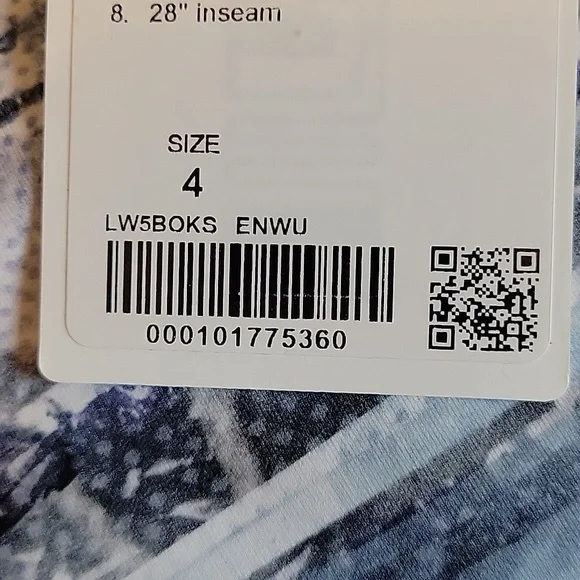 8. 28" inseam
SIZE
4
LW5BOKS ENWU
000101775360